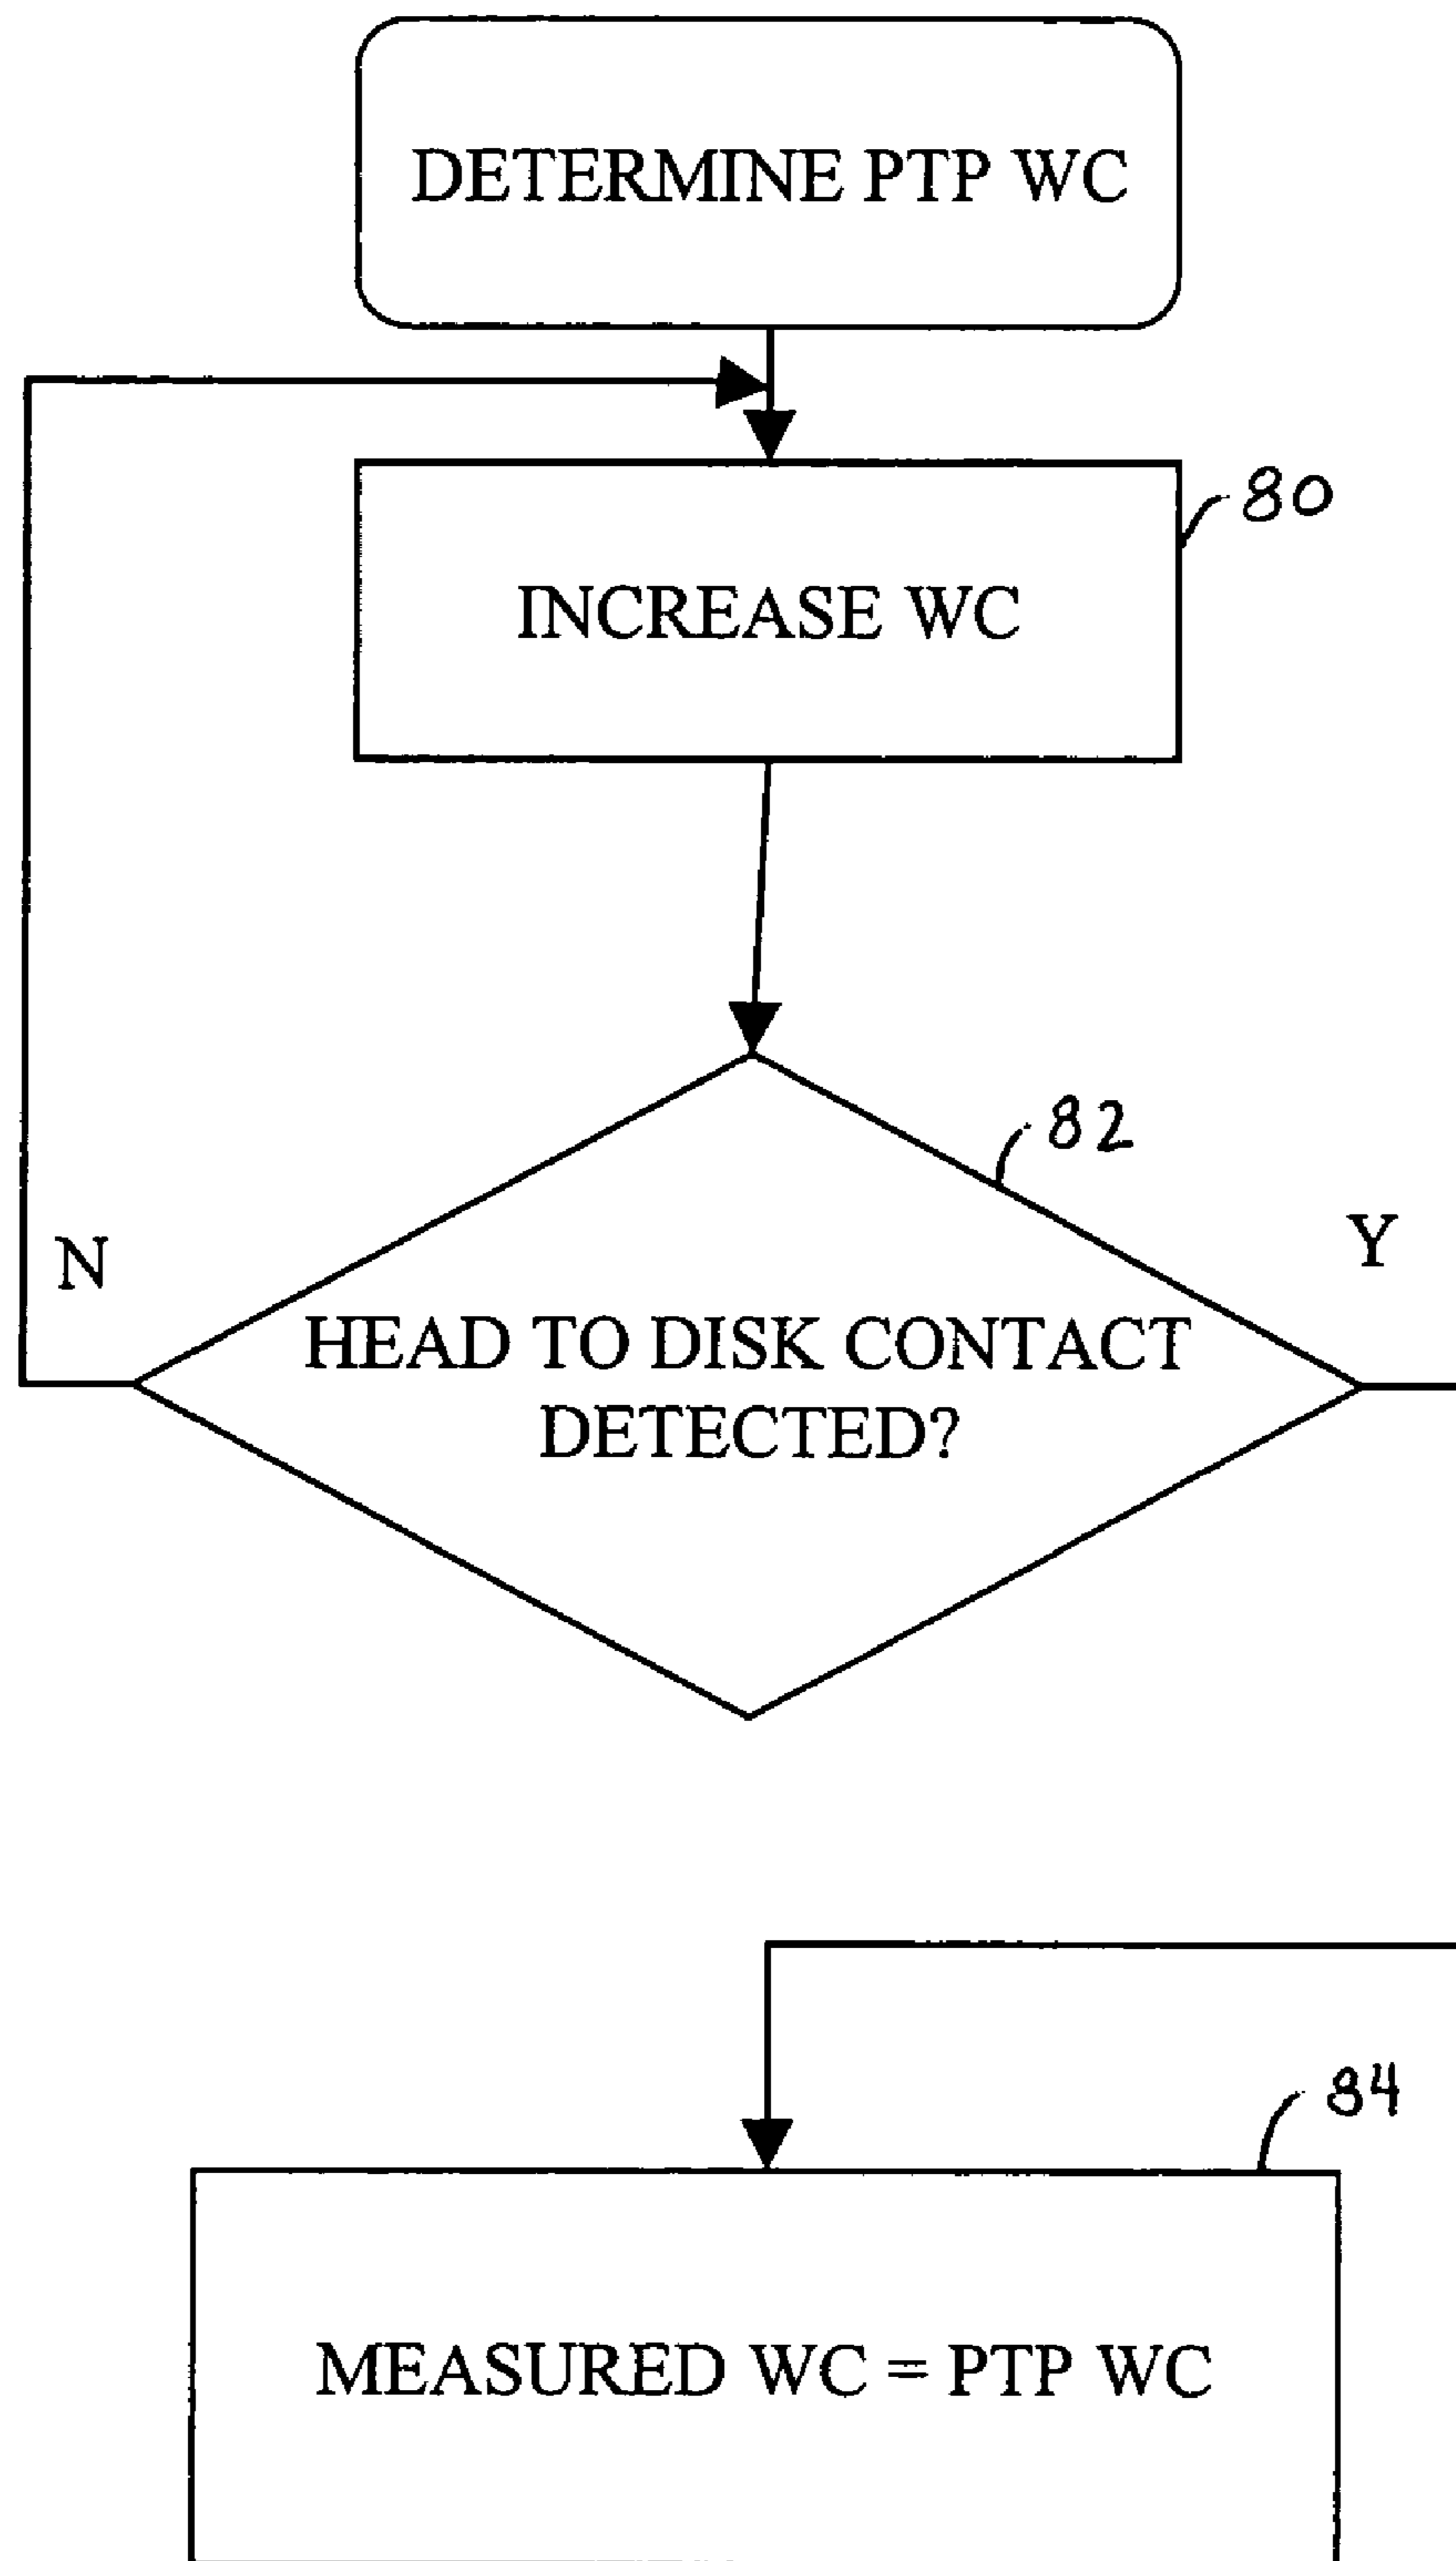 DETERMINE PTP WC
80
INCREASE WC
82
N
Y
HEAD TO DISK CONTACT
DETECTED?
84
MEASURED WC = PTP WC